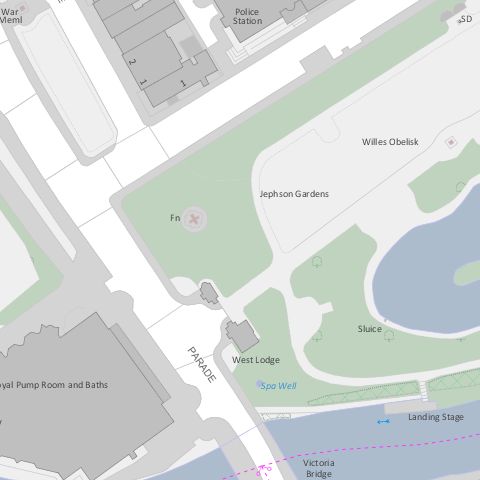 War
Meml
Police
Station
SD
2
1
1
Willes Obelisk
Jephson Gardens
Fn
Sluice
PARADE
West Lodge
Spa Well
oyal Pump Room and Baths
Landing Stage
Victoria
Bridge